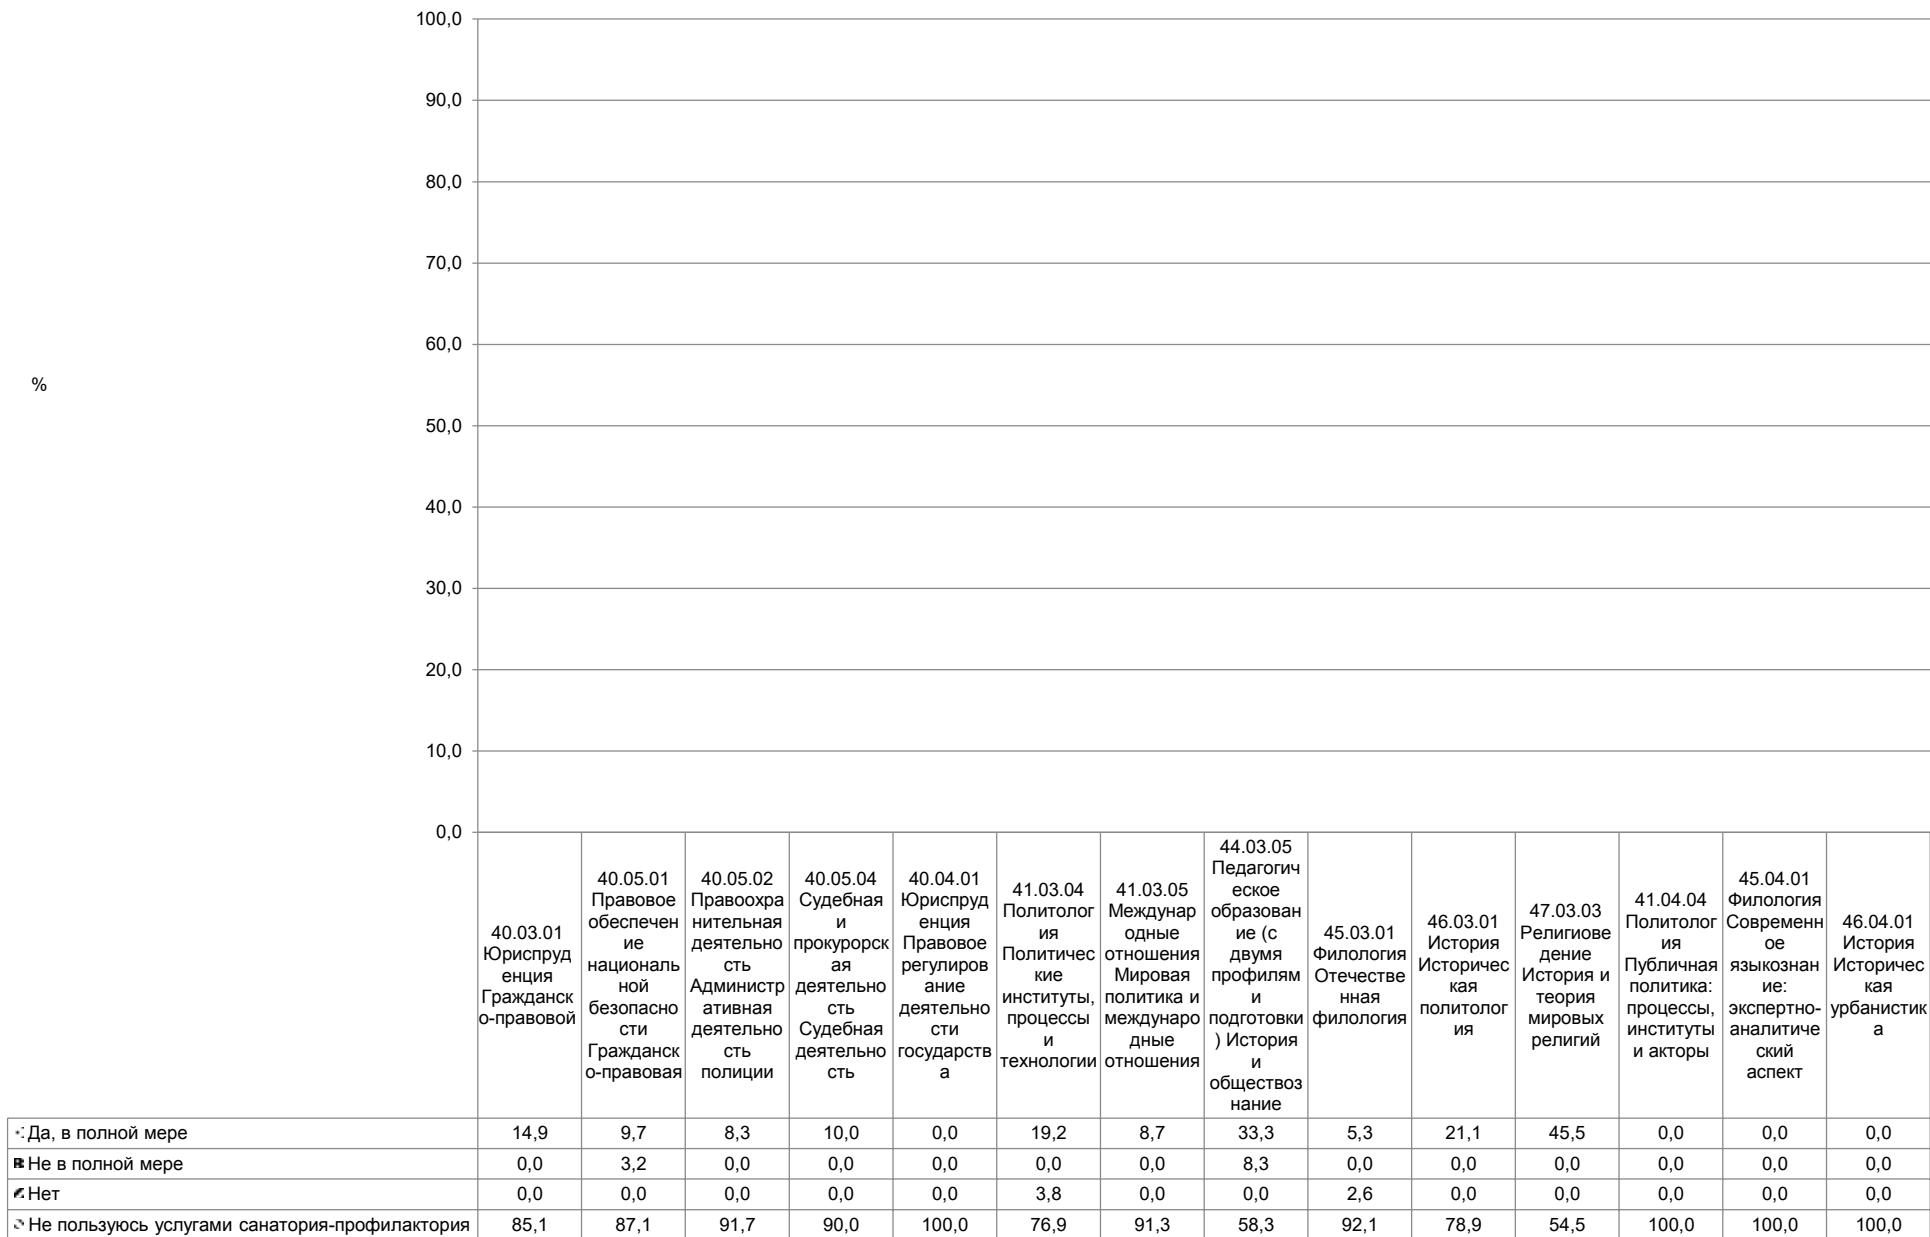 100,0
90,0
80,0
70,0
60,0
%
50,0
40,0
30,0
20,0
10,0
0,0
40.03.01
Юриспруд
енция
Гражданск
о-правовой
40.05.01
Правовое
обеспечен
ие
националь
ной
безопасно
сти
Гражданск
о-правовая
40.05.02
Правоохра
нительная
деятельно
сть
Администр
ативная
деятельно
сть
полиции
40.05.04
Судебная
и
прокурорск
ая
деятельно
сть
Судебная
деятельно
сть
40.04.01
Юриспруд
енция
Правовое
регулиров
ание
деятельно
сти
государств
а
41.03.04
Политолог
ия
Политичес
кие
институты,
процессы
и
технологии
41.03.05
Междунар
одные
отношения
Мировая
политика и
междунаро
дные
отношения
44.03.05
Педагогич
еское
образован
ие (с
двумя
профилям
и
подготовки
) История
и
обществоз
нание
45.03.01
Филология
Отечестве
нная
филология
46.03.01
История
Историчес
кая
политолог
ия
47.03.03
Религиове
дение
История и
теория
мировых
религий
41.04.04
Политолог
ия
Публичная
политика:
процессы,
институты
и акторы
45.04.01
Филология
Современн
ое
языкознан
ие:
экспертно-
аналитиче
ский
аспект
46.04.01
История
Историчес
кая
урбанистик
а
Да, в полной мере 14,9 9,7 8,3 10,0 0,0 19,2 8,7 33,3 5,3 21,1 45,5 0,0 0,0 0,0
Не в полной мере 0,0 3,2 0,0 0,0 0,0 0,0 0,0 8,3 0,0 0,0 0,0 0,0 0,0 0,0
Нет 0,0 0,0 0,0 0,0 0,0 3,8 0,0 0,0 2,6 0,0 0,0 0,0 0,0 0,0
Не пользуюсь услугами санатория-профилактория 85,1 87,1 91,7 90,0 100,0 76,9 91,3 58,3 92,1 78,9 54,5 100,0 100,0 100,0